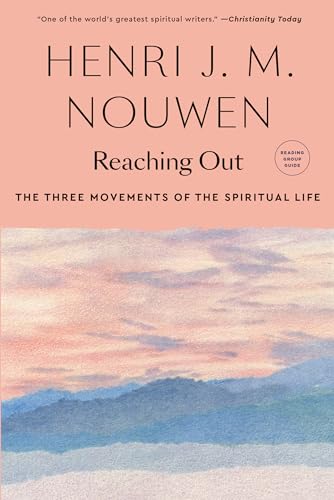 "One of the world's greatest spiritual writers." —Christianity Today
HENRI J. M.
NOUWEN
Reaching Out
READING
GROUP
GUIDE
THE THREE MOVEMENTS OF THE SPIRITUAL LIFE